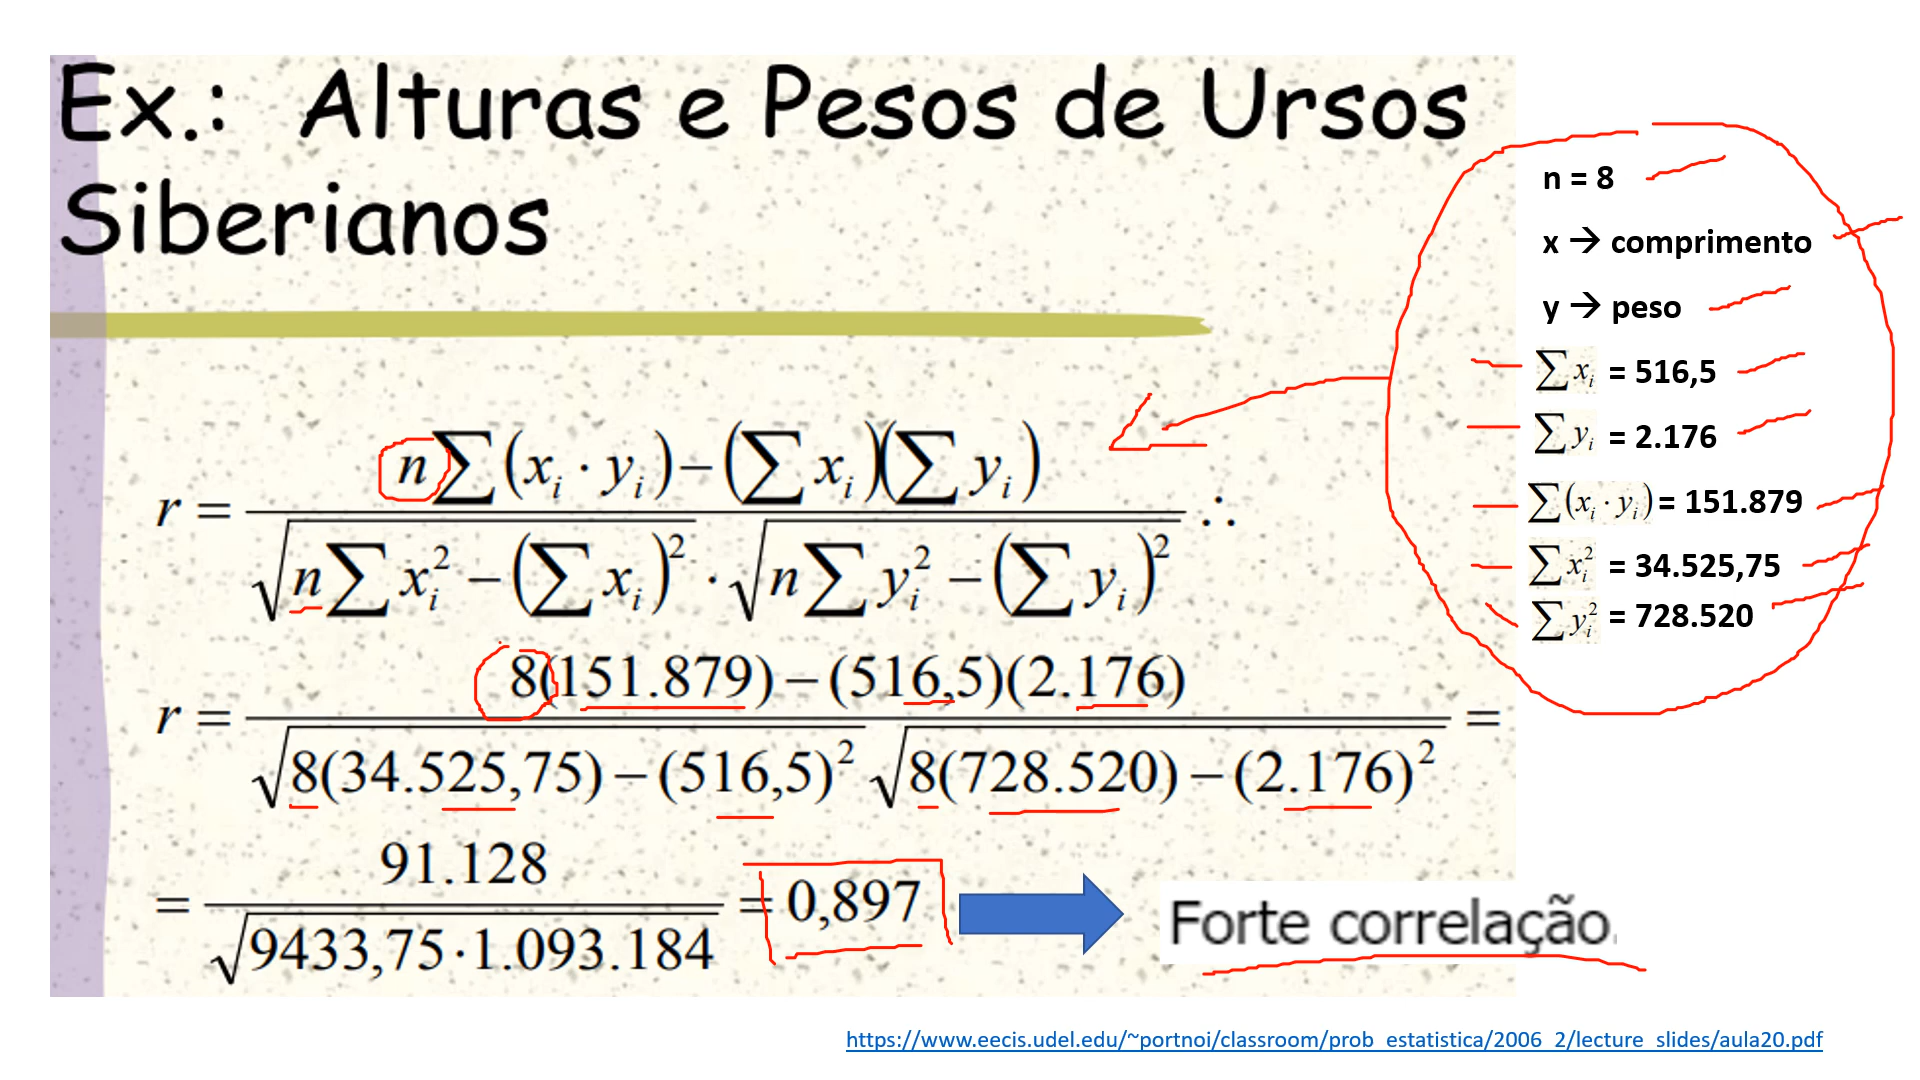 Ex.: Alturas e Pesos de Ursos
Siberianos
n = 8
x → comprimento
y → peso
∑ xᵢ = 516,5
∑ yᵢ = 2.176
∑(xᵢ · yᵢ) = 151.879
∑ xᵢ² = 34.525,75
∑ yᵢ² = 728.520
r = n∑(xᵢ · yᵢ) − (∑ xᵢ)(∑ yᵢ) / √(n∑ xᵢ² − (∑ xᵢ)²) · √(n∑ yᵢ² − (∑ yᵢ)²) ∴
r = 8(151.879) − (516,5)(2.176) / √(8(34.525,75) − (516,5)²) √(8(728.520) − (2.176)²) =
= 91.128 / √(9433,75 · 1.093.184) = 0,897
Forte correlação.
https://www.eecis.udel.edu/~portnoi/classroom/prob_estatistica/2006_2/lecture_slides/aula20.pdf